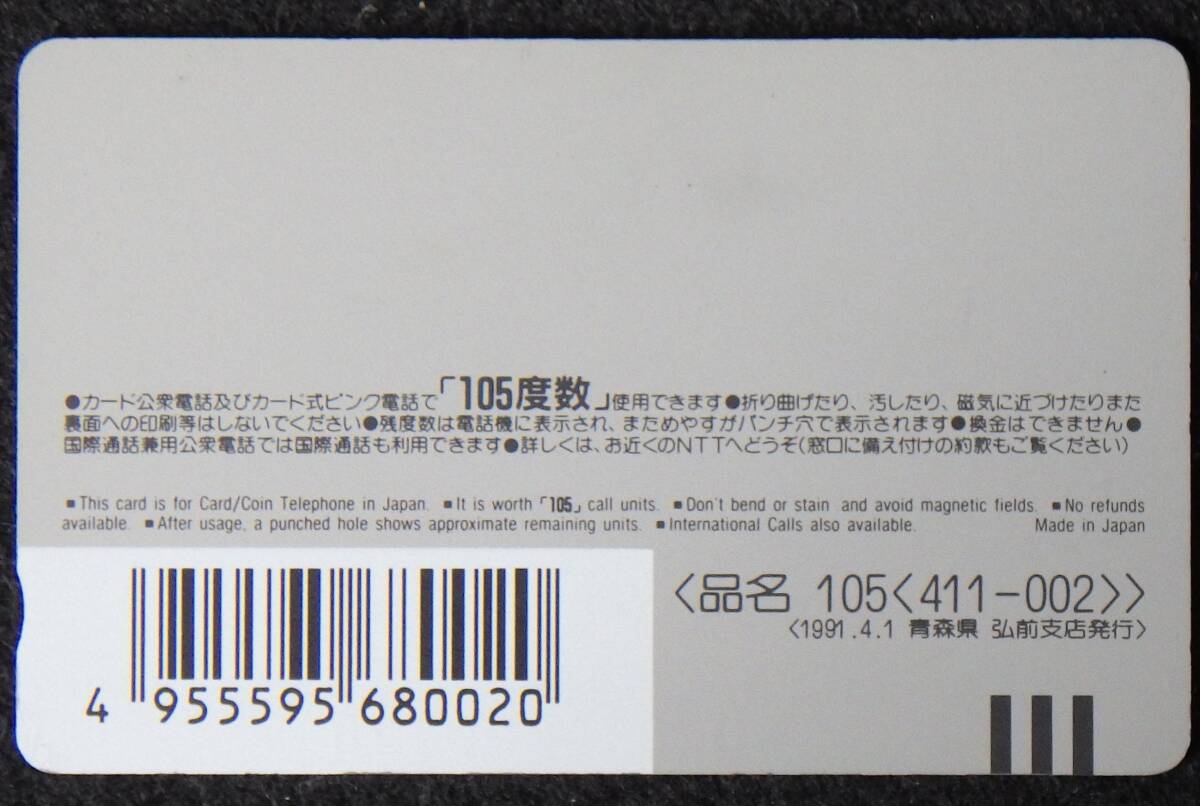 ●カード公衆電話及びカード式ピンク電話で「105度数」使用できます●折り曲げたり、汚したり、磁気に近づけたりまた
裏面への印刷等はしないでください●残度数は電話機に表示され、まためやすがパンチ穴で表示されます●換金はできません●
国際通話兼用公衆電話では国際通話も利用できます●詳しくは、お近くのNTTへどうぞ(窓口に備え付けの約款もご覧ください)
■This card is for Card/Coin Telephone in Japan. ■It is worth「105」call units. ■Don't bend or stain and avoid magnetic fields. ■No refunds
available. ■After usage, a punched hole shows approximate remaining units. ■International Calls also available. Made in Japan
〈品名 105〈411-002〉〉
〈1991.4.1 青森県 弘前支店発行〉
4 955595 680020